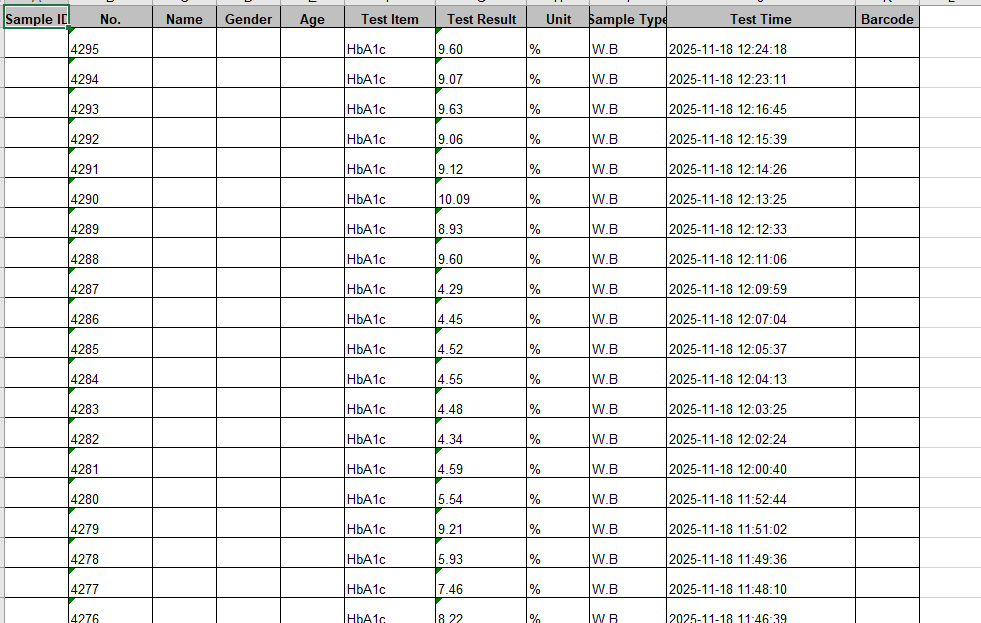 Sample ID No. Name Gender Age Test Item Test Result Unit Sample Type Test Time Barcode
4295 HbA1c 9.60 % W.B 2025-11-18 12:24:18
4294 HbA1c 9.07 % W.B 2025-11-18 12:23:11
4293 HbA1c 9.63 % W.B 2025-11-18 12:16:45
4292 HbA1c 9.06 % W.B 2025-11-18 12:15:39
4291 HbA1c 9.12 % W.B 2025-11-18 12:14:26
4290 HbA1c 10.09 % W.B 2025-11-18 12:13:25
4289 HbA1c 8.93 % W.B 2025-11-18 12:12:33
4288 HbA1c 9.60 % W.B 2025-11-18 12:11:06
4287 HbA1c 4.29 % W.B 2025-11-18 12:09:59
4286 HbA1c 4.45 % W.B 2025-11-18 12:07:04
4285 HbA1c 4.52 % W.B 2025-11-18 12:05:37
4284 HbA1c 4.55 % W.B 2025-11-18 12:04:13
4283 HbA1c 4.48 % W.B 2025-11-18 12:03:25
4282 HbA1c 4.34 % W.B 2025-11-18 12:02:24
4281 HbA1c 4.59 % W.B 2025-11-18 12:00:40
4280 HbA1c 5.54 % W.B 2025-11-18 11:52:44
4279 HbA1c 9.21 % W.B 2025-11-18 11:51:02
4278 HbA1c 5.93 % W.B 2025-11-18 11:49:36
4277 HbA1c 7.46 % W.B 2025-11-18 11:48:10
4276 HbA1c 8.22 % W.B 2025-11-18 11:46:39